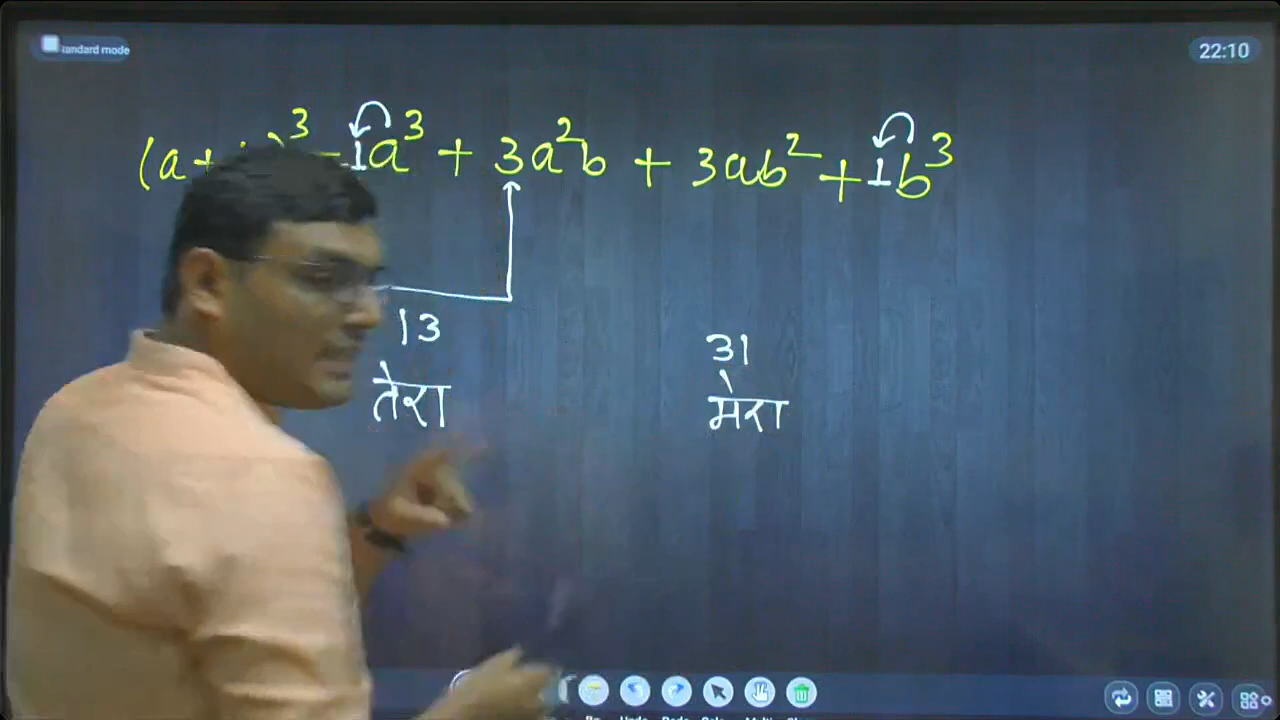 Standard mode
22:10
(a+ )³ 1a³ + 3a²b + 3ab² + 1b³
13
31
तेरा
मेरा